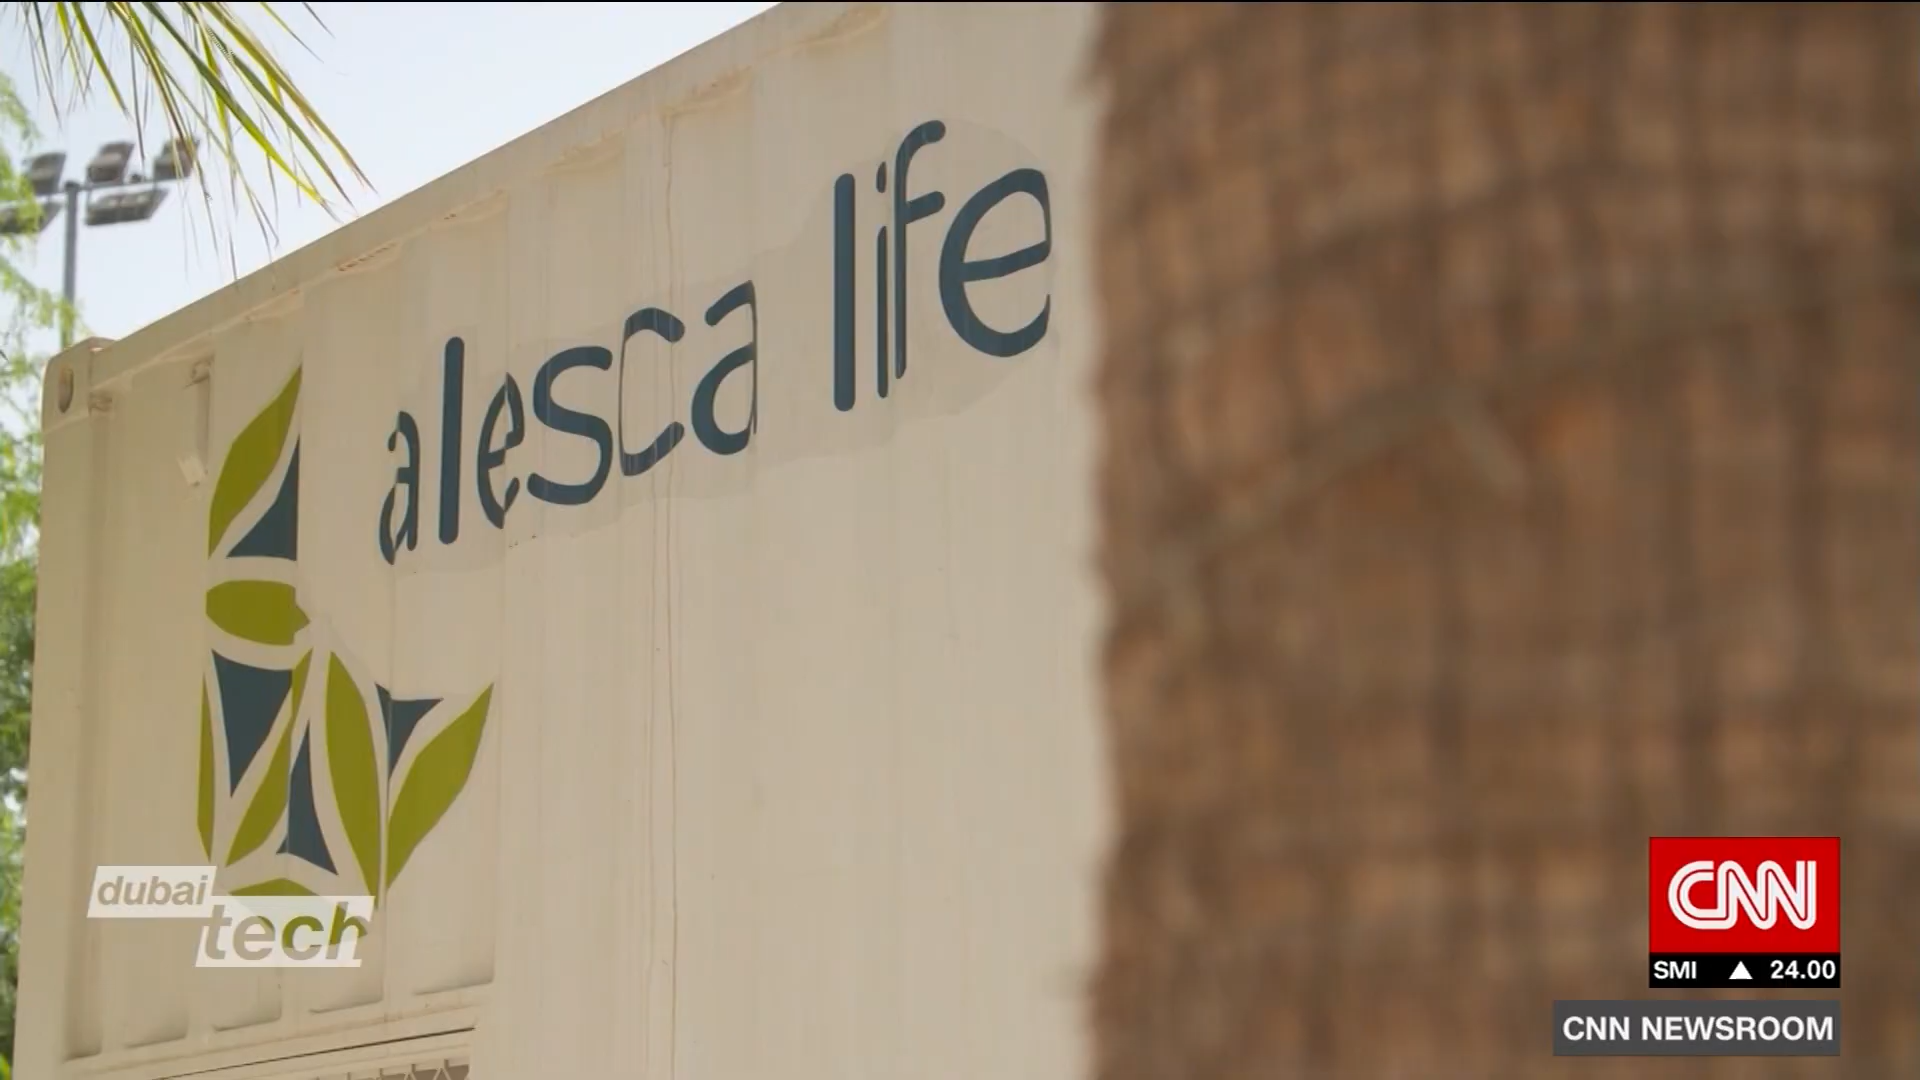 alesca life
dubai
tech
CNN
SMI ▲ 24.00
CNN NEWSROOM